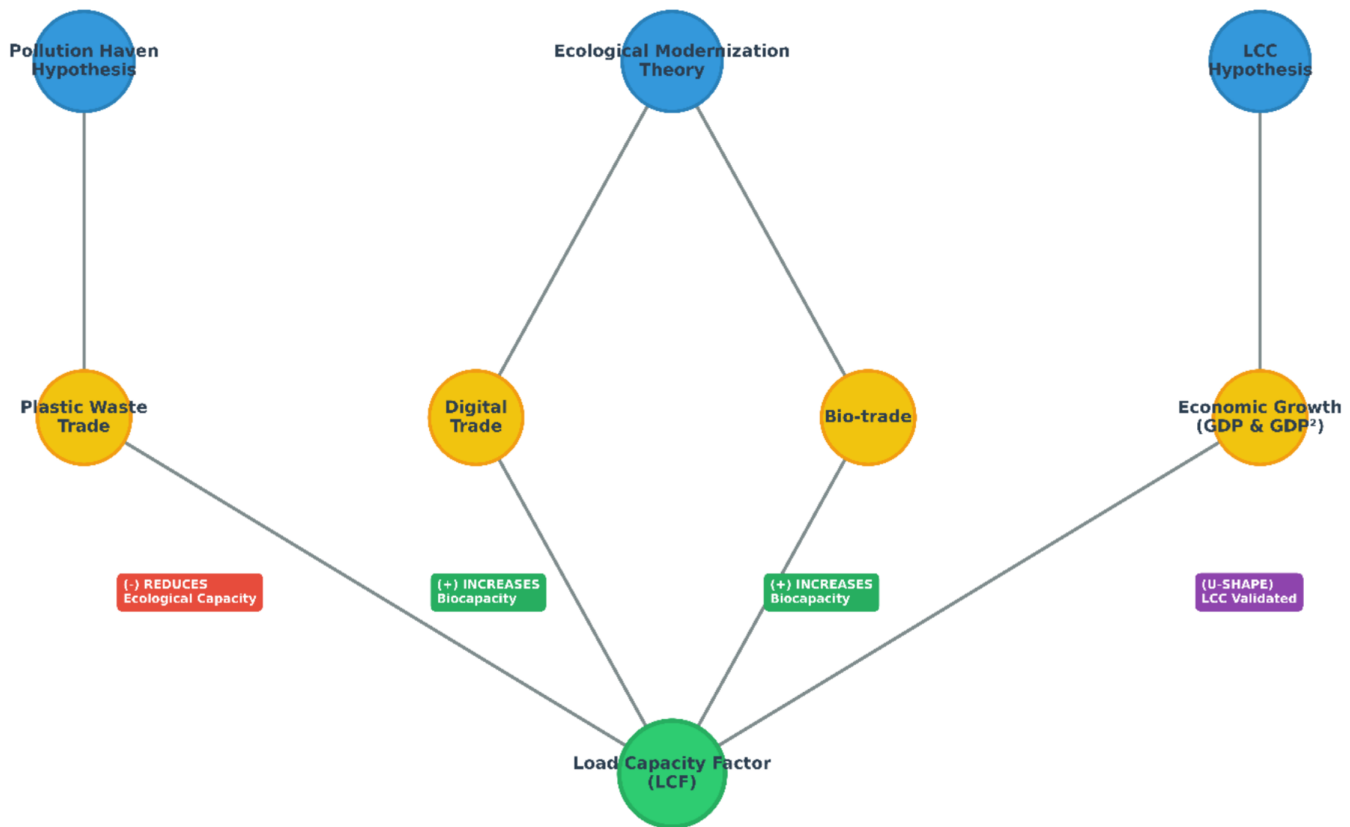 Pollution Haven
Hypothesis
Ecological Modernization
Theory
LCC
Hypothesis
Plastic Waste
Trade
Digital
Trade
Bio-trade
Economic Growth
(GDP & GDP²)
(-) REDUCES
Ecological Capacity
(+) INCREASES
Biocapacity
(+) INCREASES
Biocapacity
(U-SHAPE)
LCC Validated
Load Capacity Factor
(LCF)